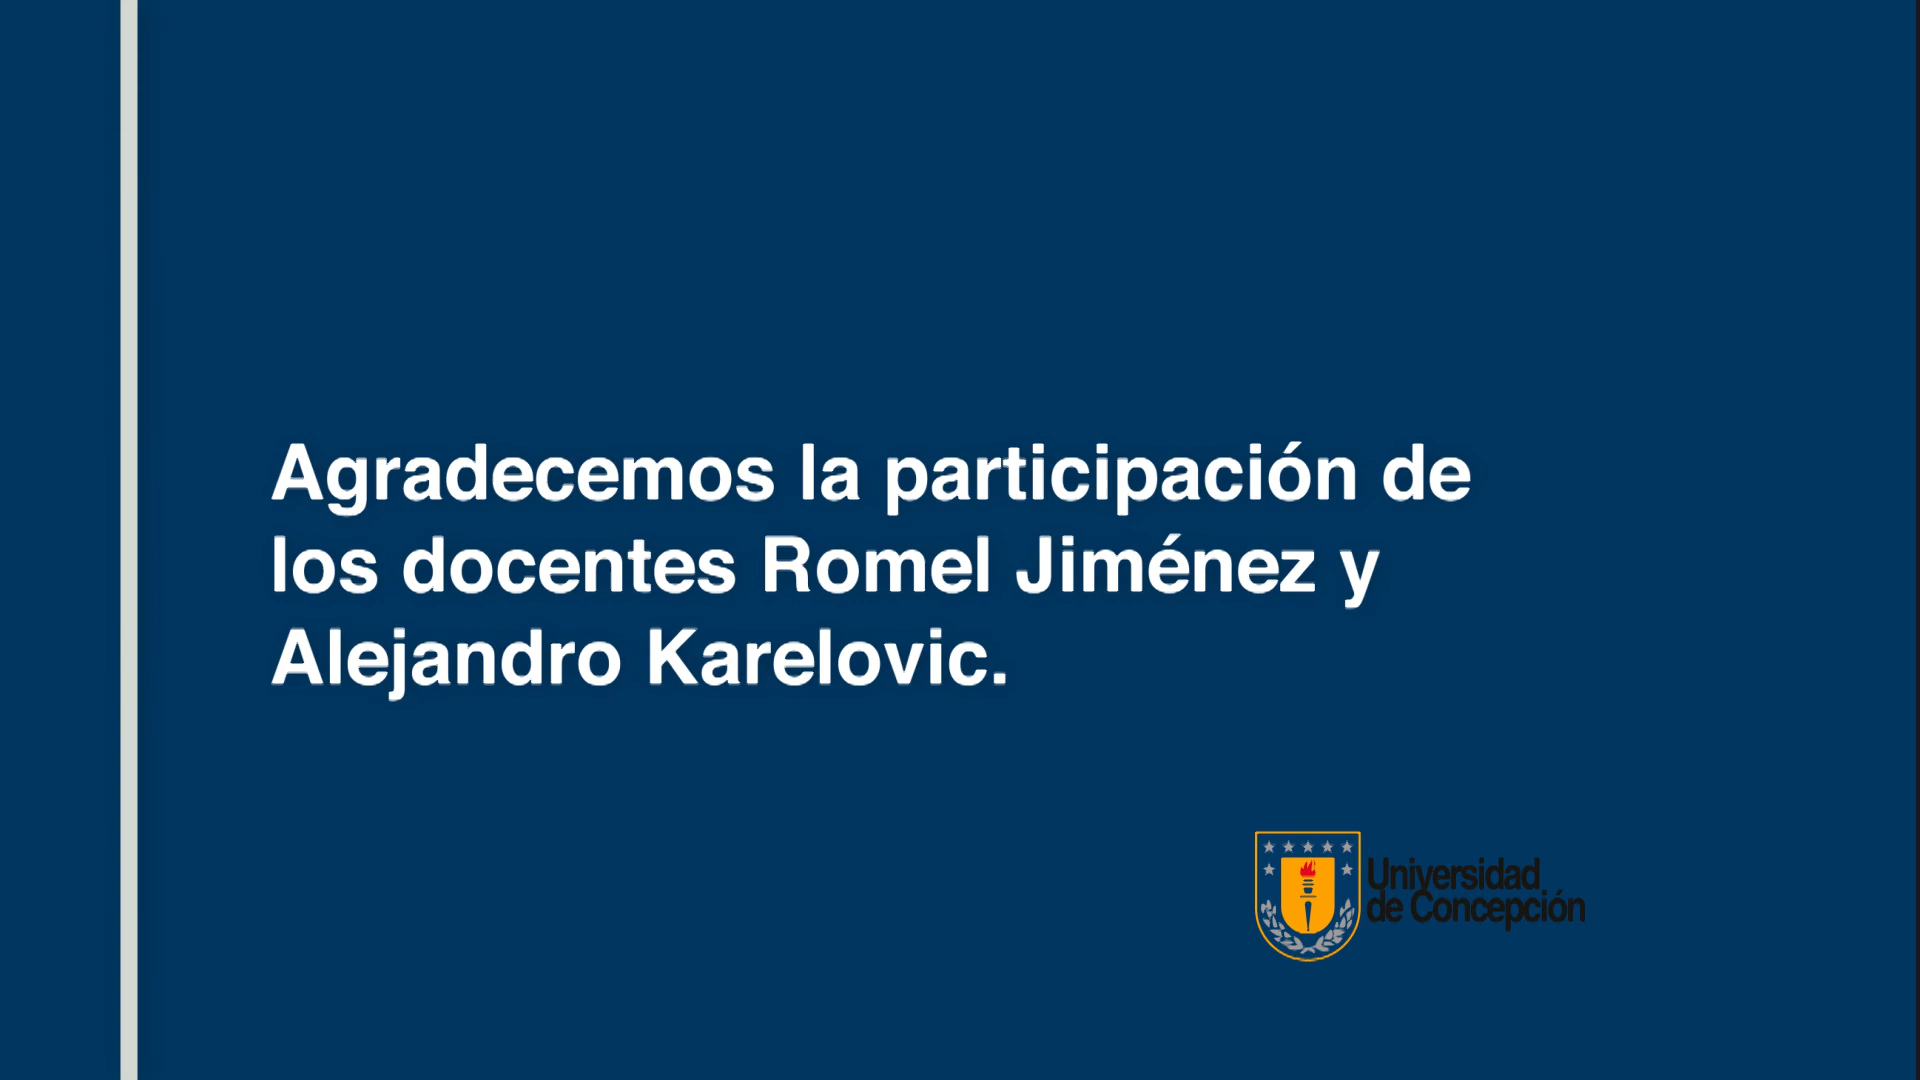 Agradecemos la participación de
los docentes Romel Jiménez y
Alejandro Karelovic.
Universidad
de Concepción